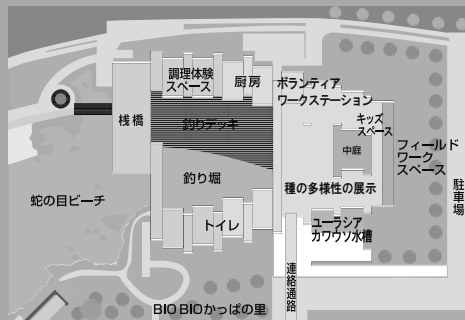 調理体験
スペース
厨房
ボランティア
ワークステーション
桟橋
釣りデッキ
キッズ
スペース
中庭
フィールド
ワーク
スペース
駐車場
釣り堀
種の多様性の展示
蛇の目ビーチ
トイレ
ユーラシア
カワウソ水槽
連絡通路
BIO BIOかっぱの里